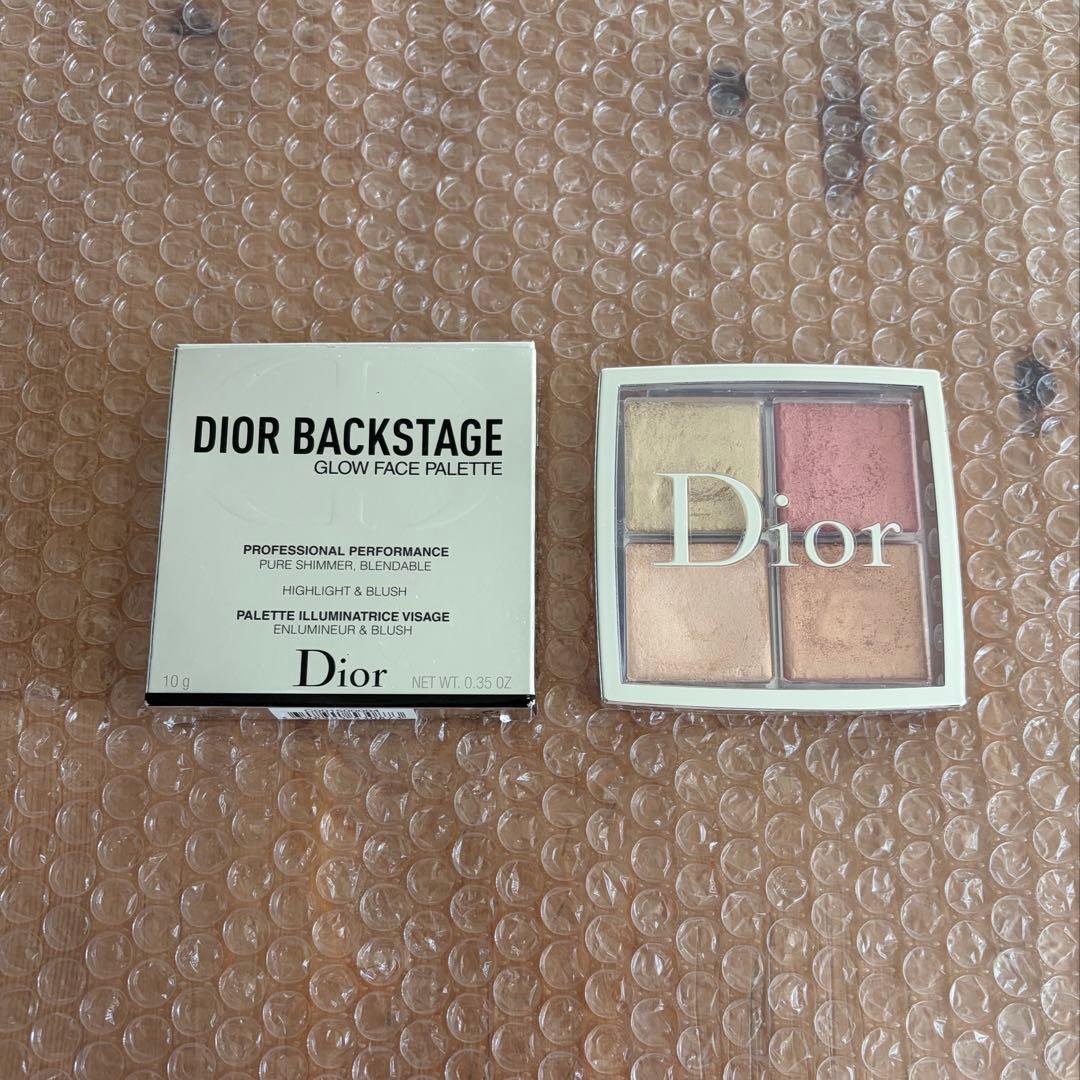 DIOR BACKSTAGE
GLOW FACE PALETTE
PROFESSIONAL PERFORMANCE
PURE SHIMMER, BLENDABLE
HIGHLIGHT & BLUSH
PALETTE ILLUMINATRICE VISAGE
ENLUMINEUR & BLUSH
10 g
Dior
NET WT. 0.35 OZ
Dior